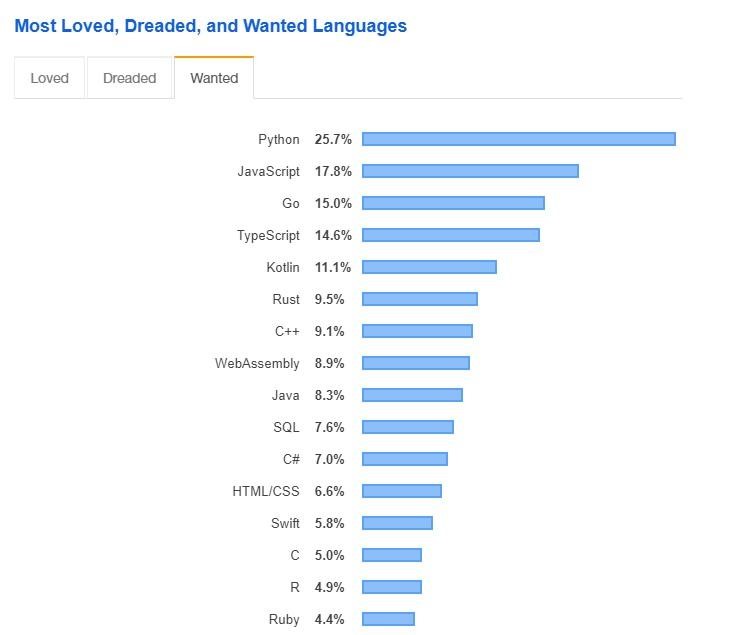 Most Loved, Dreaded, and Wanted Languages
Loved Dreaded Wanted
Python 25.7%
JavaScript 17.8%
Go 15.0%
TypeScript 14.6%
Kotlin 11.1%
Rust 9.5%
C++ 9.1%
WebAssembly 8.9%
Java 8.3%
SQL 7.6%
C# 7.0%
HTML/CSS 6.6%
Swift 5.8%
C 5.0%
R 4.9%
Ruby 4.4%